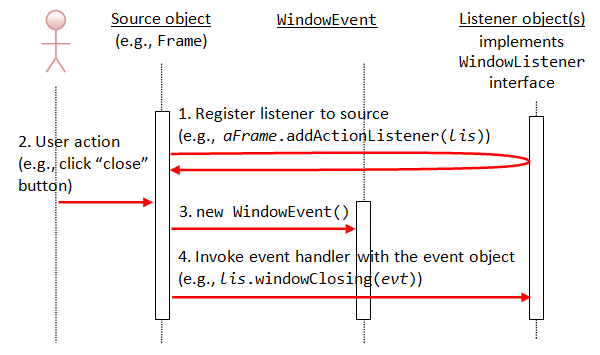 Source object
(e.g., Frame)
WindowEvent
Listener object(s)
implements
WindowListener
interface
1. Register listener to source
(e.g., aFrame.addActionListener(lis))
2. User action
(e.g., click “close”
button)
3. new WindowEvent()
4. Invoke event handler with the event object
(e.g., lis.windowClosing(evt))